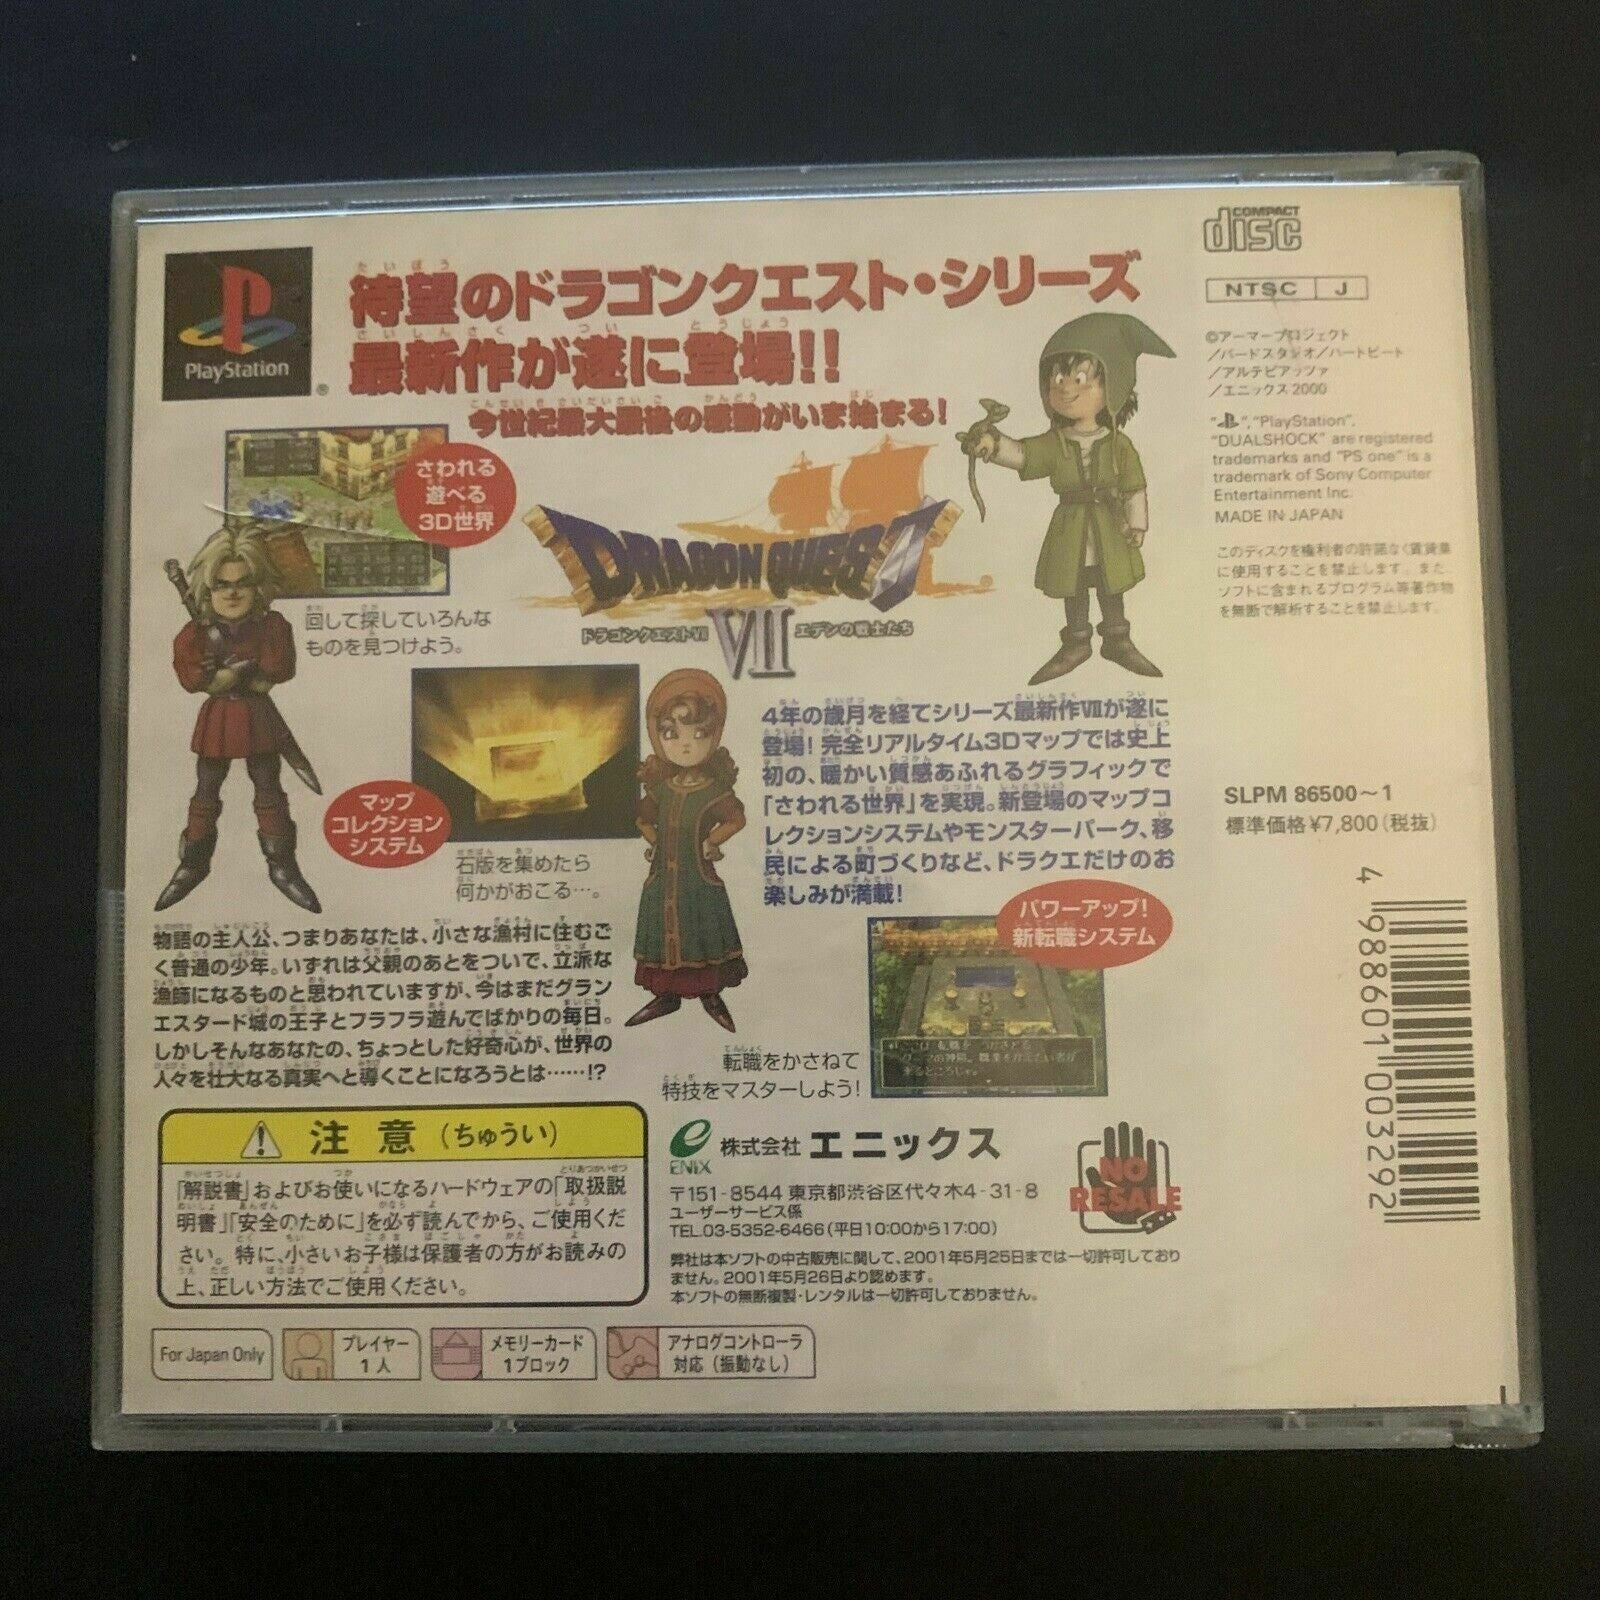 PlayStation
®
待望のドラゴンクエスト・シリーズ
最新作が遂に登場!!
今世紀最大最後の感動がいま始まる!
さわれる
遊べる
3D世界
回して探していろんな
ものを見つけよう。
DRAGON QUEST
VII
ドラゴンクエストVII
エデンの戦士たち
マップ
コレクション
システム
石版を集めたら
何かがおこる…。
4年の歳月を経てシリーズ最新作VIIが遂に
登場! 完全リアルタイム3Dマップでは史上
初の、暖かい質感あふれるグラフィックで
「さわれる世界」を実現。新登場のマップコ
レクションシステムやモンスターパーク、移
民による町づくりなど、ドラクエだけのお
楽しみが満載!
パワーアップ!
新転職システム
転職をかさねて
特技をマスターしよう!
物語の主人公、つまりあなたは、小さな漁村に住むご
く普通の少年。いずれは父親のあとをついで、立派な
漁師になるものと思われていますが、今はまだグラン
エスタード城の王子とフラフラ遊んでばかりの毎日。
しかしそんなあなたの、ちょっとした好奇心が、世界の
人々を壮大なる真実へと導くことになろうとは……!?
注意(ちゅうい)
「解説書」およびお使いになるハードウェアの「取扱説
明書」「安全のために」を必ず読んでから、ご使用くだ
さい。特に、小さいお子様は保護者の方がお読みの
上、正しい方法でご使用ください。
ENIX
株式会社 エニックス
〒151-8544 東京都渋谷区代々木4-31-8
ユーザーサービス係
TEL.03-5352-6466(平日10:00から17:00)
弊社は本ソフトの中古販売に関して、2001年5月25日までは一切許可しており
ません。2001年5月26日より認めます。
本ソフトの無断複製・レンタルは一切許可しておりません。
NO
RESALE
For Japan Only
プレイヤー
1人
メモリーカード
1ブロック
アナログコントローラ
対応(振動なし)
COMPACT
disc
NTSC J
©アーマープロジェクト
/バードスタジオ/ハートビート
/アルテピアッツァ
/エニックス 2000
"PlayStation",
"DUALSHOCK" are registered
trademarks and "PS one" is a
trademark of Sony Computer
Entertainment Inc.
MADE IN JAPAN
このディスクを権利者の許諾なく賃貸業
に使用することを禁止します。また、
ソフトに含まれるプログラム等著作物
を無断で解析することを禁止します。
SLPM 86500〜1
標準価格¥7,800(税抜)
4 988601 003292